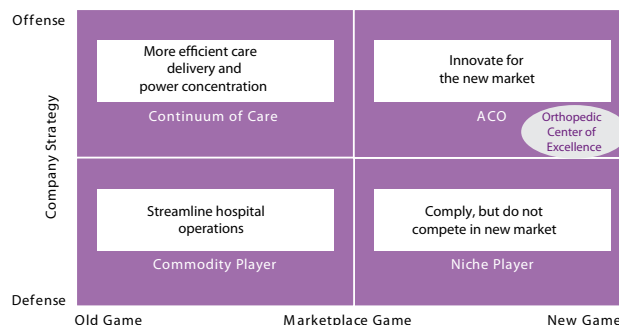 Offense
More efficient care
delivery and
power concentration
Continuum of Care
Innovate for
the new market
ACO
Orthopedic
Center of
Excellence
Company Strategy
Streamline hospital
operations
Commodity Player
Comply, but do not
compete in new market
Niche Player
Defense
Old Game
Marketplace Game
New Game